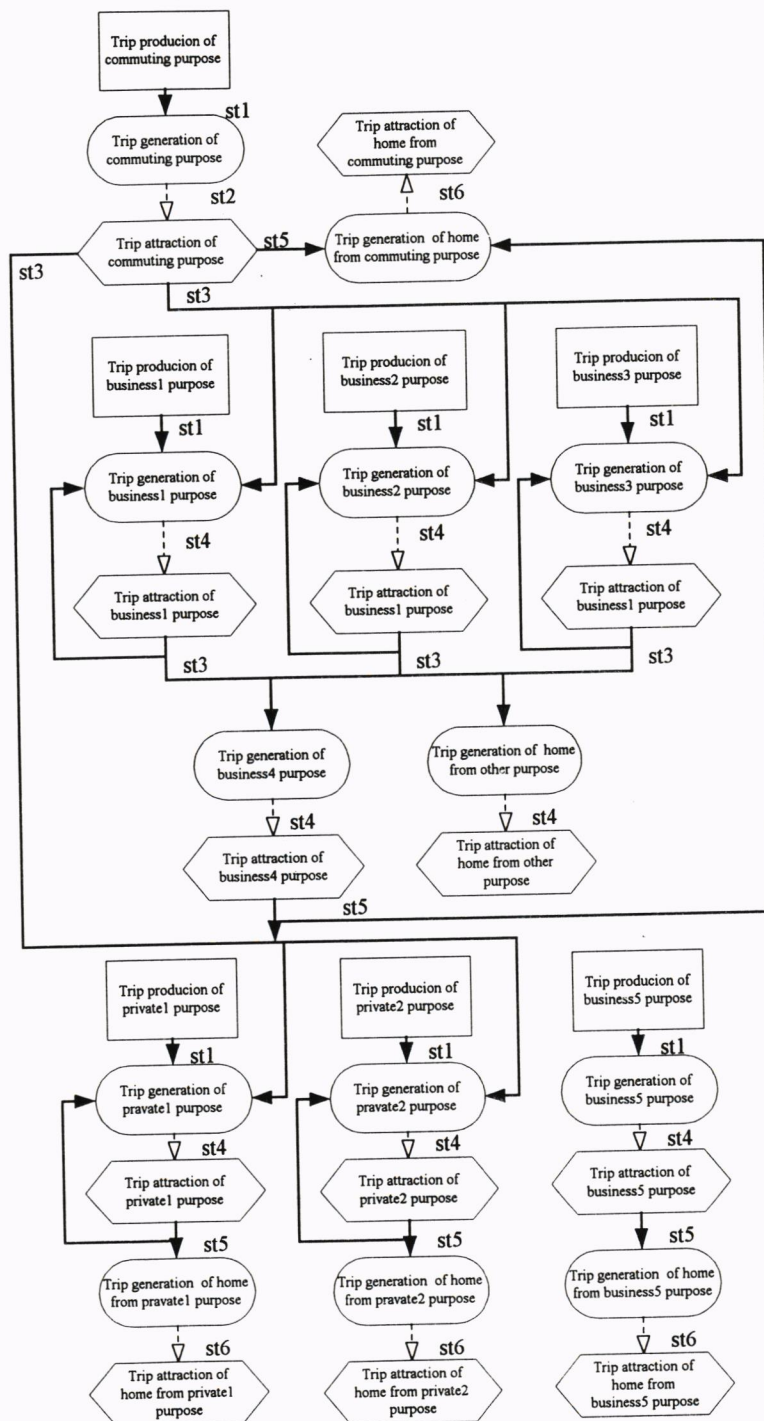 Trip producion of
commuting purpose
st1
Trip generation of
commuting purpose
st2
Trip attraction of
home from
commuting purpose
st6
Trip attraction of
commuting purpose
st5
Trip generation of home
from commuting purpose
st3
st3
Trip producion of
business1 purpose
Trip producion of
business2 purpose
Trip producion of
business3 purpose
st1
st1
st1
Trip generation of
business1 purpose
Trip generation of
business2 purpose
Trip generation of
business3 purpose
st4
st4
st4
Trip attraction of
business1 purpose
Trip attraction of
business1 purpose
Trip attraction of
business1 purpose
st3
st3
st3
Trip generation of
business4 purpose
Trip generation of home
from other purpose
st4
st4
Trip attraction of
business4 purpose
Trip attraction of
home from other
purpose
st5
Trip producion of
private1 purpose
Trip producion of
private2 purpose
Trip producion of
business5 purpose
st1
st1
st1
Trip generation of
pravate1 purpose
Trip generation of
pravate2 purpose
Trip generation of
business5 purpose
st4
st4
st4
Trip attraction of
private1 purpose
Trip attraction of
private2 purpose
Trip attraction of
business5 purpose
st5
st5
st5
Trip generation of home
from pravate1 purpose
Trip generation of home
from pravate2 purpose
Trip generation of home
from business5 purpose
st6
st6
st6
Trip attraction of
home from private1
purpose
Trip attraction of
home from private2
purpose
Trip attraction of
home from
business5 purpose